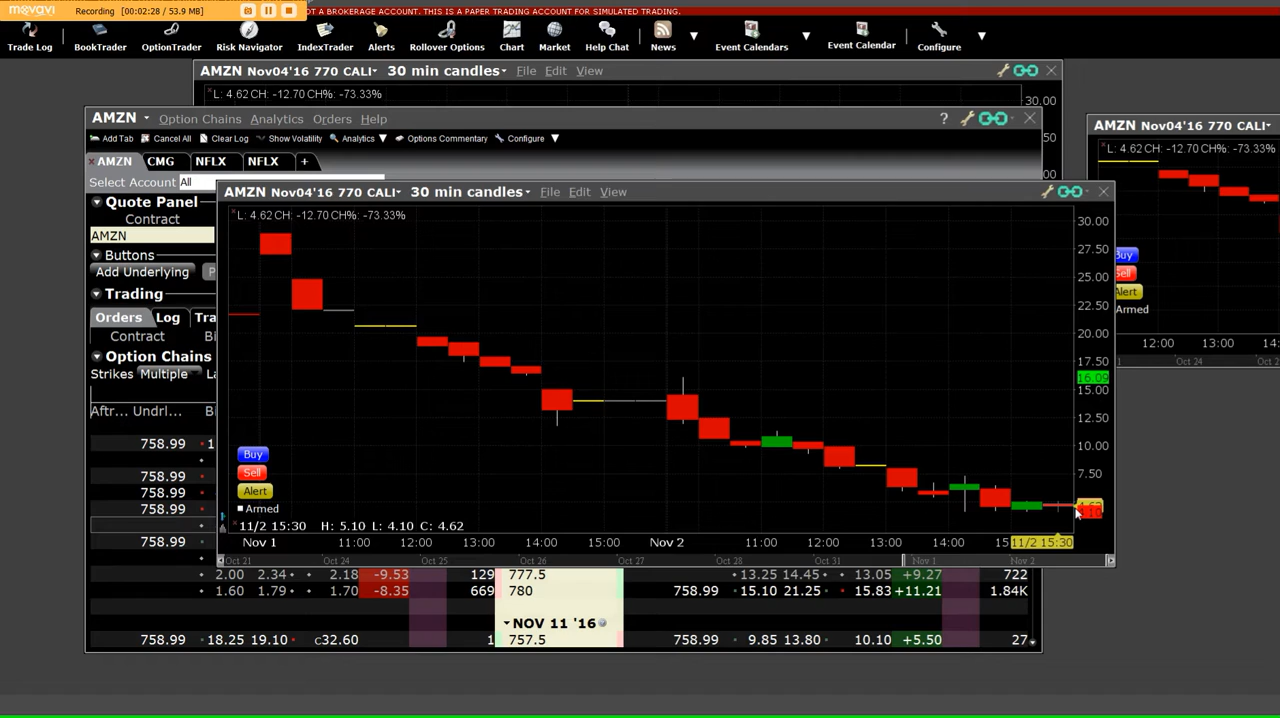 movavi Recording (00:02:28 / 53.9 MB)
NOT A BROKERAGE ACCOUNT. THIS IS A PAPER TRADING ACCOUNT FOR SIMULATED TRADING.
Trade Log BookTrader OptionTrader Risk Navigator IndexTrader Alerts Rollover Options Chart Market Help Chat News Event Calendars Event Calendar Configure
AMZN Nov04'16 770 CALL 30 min candles File Edit View
L: 4.62 CH: -12.70 CH%: -73.33%
30.00
AMZN Option Chains Analytics Orders Help
?
AMZN Nov04'16 770 CALL
Add Tab Cancel All Clear Log Show Volatility Analytics Options Commentary Configure
L: 4.62 CH: -12.70 CH%: -73.33%
AMZN CMG NFLX NFLX +
Select Account All
AMZN Nov04'16 770 CALL 30 min candles File Edit View
Quote Panel
Contract
AMZN
L: 4.62 CH: -12.70 CH%: -73.33%
30.00
27.50
25.00
22.50
20.00
17.50
16.09
15.00
12.50
10.00
7.50
Buttons
Add Underlying P
Trading
Orders Log Tra
Contract Bi
Option Chains
Strikes Multiple La
Aftr... Undrl... Bi
758.99 1
758.99
758.99
758.99
Buy
Sell
Alert
Armed
11/2 15:30 H: 5.10 L: 4.10 C: 4.62
Nov 1 11:00 12:00 13:00 14:00 15:00 Nov 2 11:00 12:00 13:00 14:00 15 11/2 15:30
Oct 21 Oct 24 Oct 25 Oct 26 Oct 27 Oct 28 Oct 31 Nov 1 Nov 2
Buy
Sell
Alert
Armed
12:00 13:00 14:
Oct 24
2.00 2.34 2.18 -9.53 129 777.5 13.25 14.45 13.05 +9.27 722
1.60 1.79 1.70 -8.35 669 780 758.99 15.10 21.25 15.83 +11.21 1.84K
NOV 11 '16
758.99 18.25 19.10 C32.60 1 757.5 758.99 9.85 13.80 10.10 +5.50 27